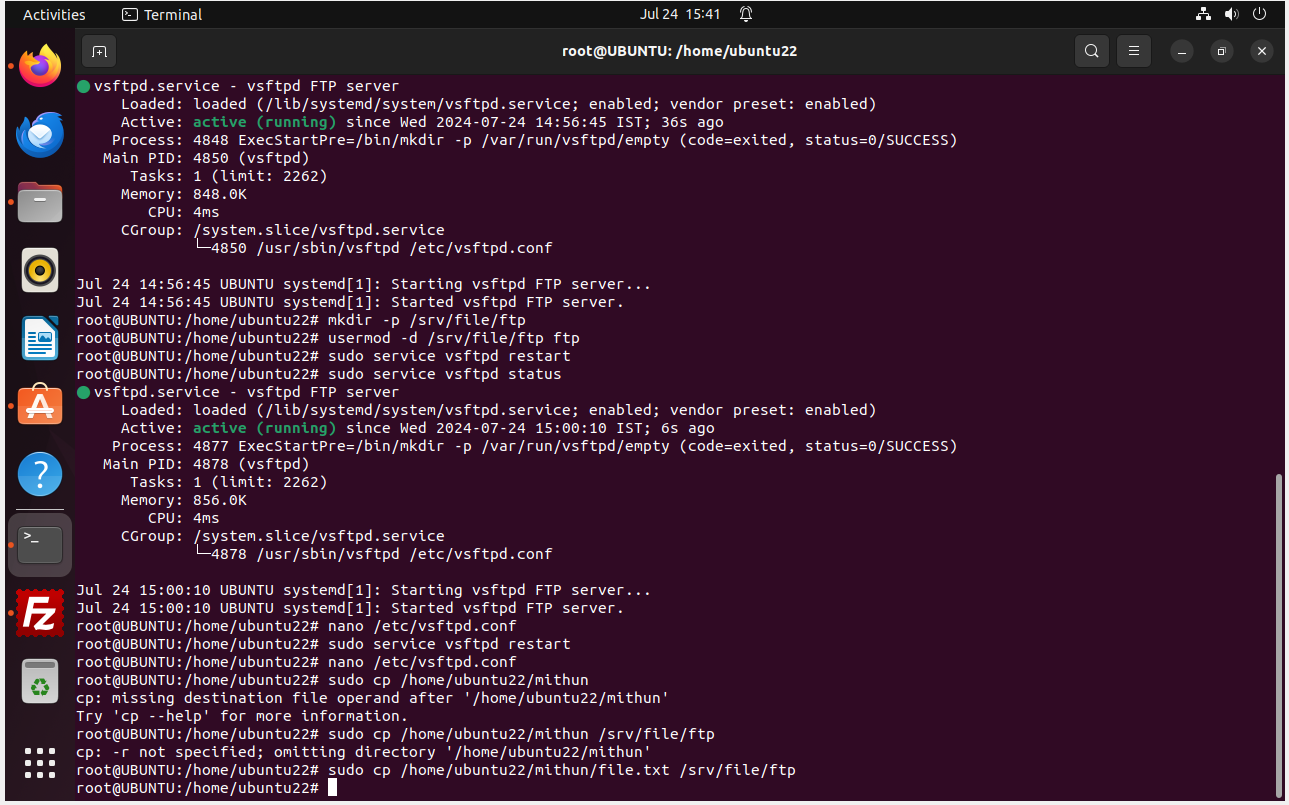 Activities
Terminal
Jul 24 15:41
root@UBUNTU: /home/ubuntu22
vsftpd.service - vsftpd FTP server
Loaded: loaded (/lib/systemd/system/vsftpd.service; enabled; vendor preset: enabled)
Active: active (running) since Wed 2024-07-24 14:56:45 IST; 36s ago
Process: 4848 ExecStartPre=/bin/mkdir -p /var/run/vsftpd/empty (code=exited, status=0/SUCCESS)
Main PID: 4850 (vsftpd)
Tasks: 1 (limit: 2262)
Memory: 848.0K
CPU: 4ms
CGroup: /system.slice/vsftpd.service
└─4850 /usr/sbin/vsftpd /etc/vsftpd.conf
Jul 24 14:56:45 UBUNTU systemd[1]: Starting vsftpd FTP server...
Jul 24 14:56:45 UBUNTU systemd[1]: Started vsftpd FTP server.
root@UBUNTU:/home/ubuntu22# mkdir -p /srv/file/ftp
root@UBUNTU:/home/ubuntu22# usermod -d /srv/file/ftp ftp
root@UBUNTU:/home/ubuntu22# sudo service vsftpd restart
root@UBUNTU:/home/ubuntu22# sudo service vsftpd status
vsftpd.service - vsftpd FTP server
Loaded: loaded (/lib/systemd/system/vsftpd.service; enabled; vendor preset: enabled)
Active: active (running) since Wed 2024-07-24 15:00:10 IST; 6s ago
Process: 4877 ExecStartPre=/bin/mkdir -p /var/run/vsftpd/empty (code=exited, status=0/SUCCESS)
Main PID: 4878 (vsftpd)
Tasks: 1 (limit: 2262)
Memory: 856.0K
CPU: 4ms
CGroup: /system.slice/vsftpd.service
└─4878 /usr/sbin/vsftpd /etc/vsftpd.conf
Jul 24 15:00:10 UBUNTU systemd[1]: Starting vsftpd FTP server...
Jul 24 15:00:10 UBUNTU systemd[1]: Started vsftpd FTP server.
root@UBUNTU:/home/ubuntu22# nano /etc/vsftpd.conf
root@UBUNTU:/home/ubuntu22# sudo service vsftpd restart
root@UBUNTU:/home/ubuntu22# nano /etc/vsftpd.conf
root@UBUNTU:/home/ubuntu22# sudo cp /home/ubuntu22/mithun
cp: missing destination file operand after '/home/ubuntu22/mithun'
Try 'cp --help' for more information.
root@UBUNTU:/home/ubuntu22# sudo cp /home/ubuntu22/mithun /srv/file/ftp
cp: -r not specified; omitting directory '/home/ubuntu22/mithun'
root@UBUNTU:/home/ubuntu22# sudo cp /home/ubuntu22/mithun/file.txt /srv/file/ftp
root@UBUNTU:/home/ubuntu22#